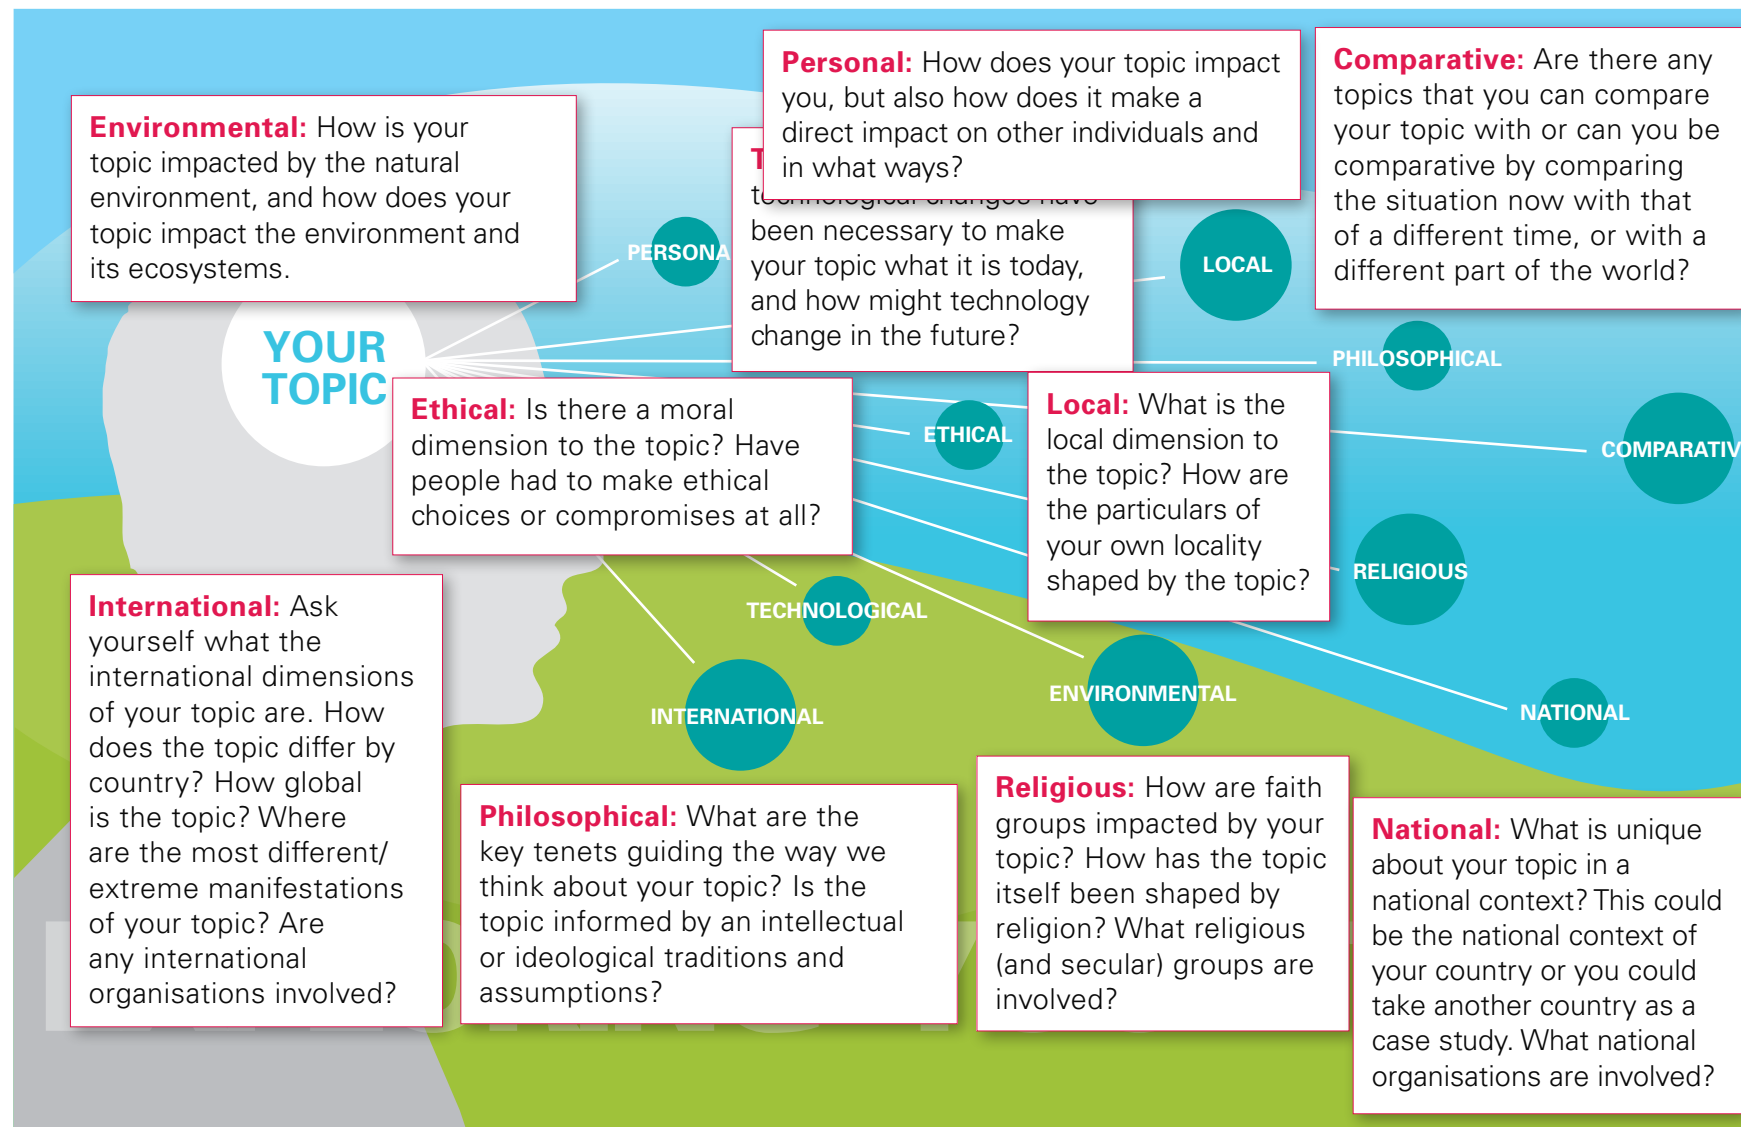 Environmental: How is your
topic impacted by the natural
environment, and how does your
topic impact the environment and
its ecosystems.
Personal: How does your topic impact
you, but also how does it make a
direct impact on other individuals and
in what ways?
Comparative: Are there any
topics that you can compare
your topic with or can you be
comparative by comparing
the situation now with that
of a different time, or with a
different part of the world?
T
technological changes have
been necessary to make
your topic what it is today,
and how might technology
change in the future?
PERSONA
LOCAL
YOUR
TOPIC
PHILOSOPHICAL
Ethical: Is there a moral
dimension to the topic? Have
people had to make ethical
choices or compromises at all?
ETHICAL
Local: What is the
local dimension to
the topic? How are
the particulars of
your own locality
shaped by the topic?
COMPARATIV
RELIGIOUS
TECHNOLOGICAL
INTERNATIONAL
ENVIRONMENTAL
NATIONAL
International: Ask
yourself what the
international dimensions
of your topic are. How
does the topic differ by
country? How global
is the topic? Where
are the most different/
extreme manifestations
of your topic? Are
any international
organisations involved?
Philosophical: What are the
key tenets guiding the way we
think about your topic? Is the
topic informed by an intellectual
or ideological traditions and
assumptions?
Religious: How are faith
groups impacted by your
topic? How has the topic
itself been shaped by
religion? What religious
(and secular) groups are
involved?
National: What is unique
about your topic in a
national context? This could
be the national context of
your country or you could
take another country as a
case study. What national
organisations are involved?